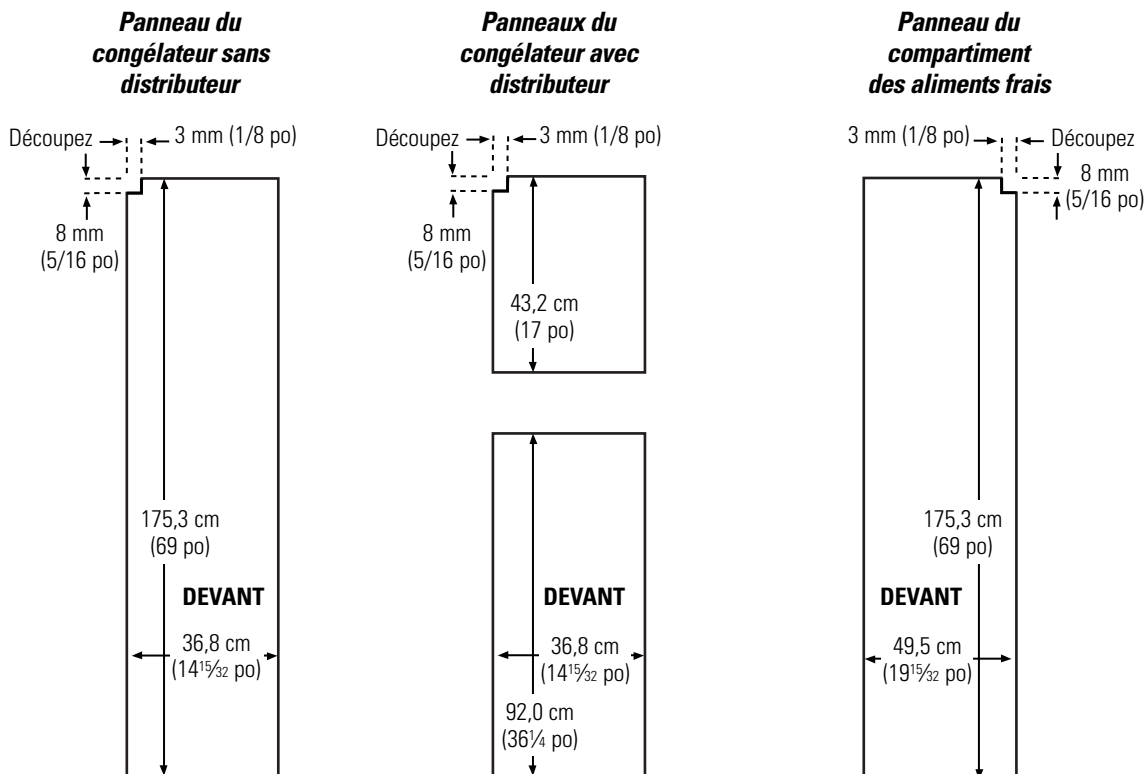 Panneau du
congélateur sans
distributeur
Découpez
3 mm (1/8 po)
8 mm
(5/16 po)
175,3 cm
(69 po)
DEVANT
36,8 cm
(14 15/32 po)
Panneaux du
congélateur avec
distributeur
Découpez
3 mm (1/8 po)
8 mm
(5/16 po)
43,2 cm
(17 po)
DEVANT
36,8 cm
(14 15/32 po)
92,0 cm
(36 1/4 po)
Panneau du
compartiment
des aliments frais
3 mm (1/8 po)
Découpez
8 mm
(5/16 po)
175,3 cm
(69 po)
DEVANT
49,5 cm
(19 15/32 po)